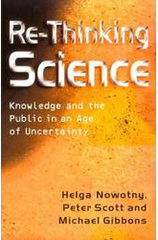 Re-Thinking
Science
Knowledge and the
Public in an Age
of Uncertainty
Helga Nowotny,
Peter Scott and
Michael Gibbons